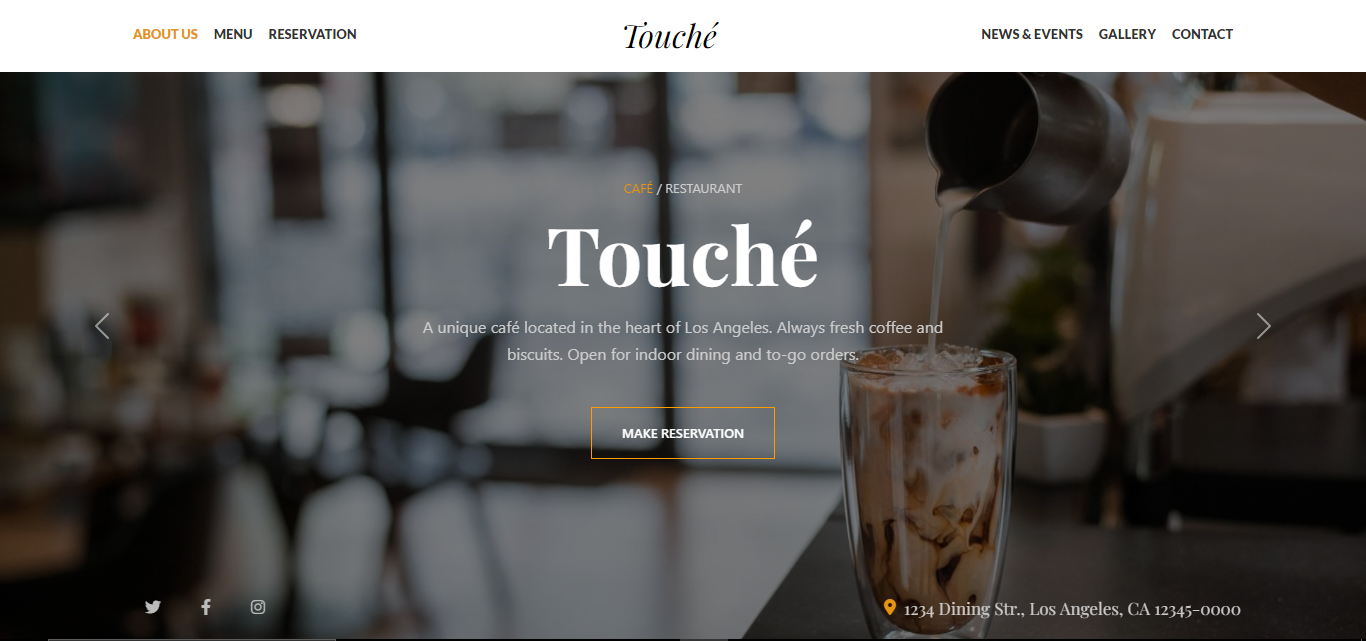 ABOUT US MENU RESERVATION Touché NEWS & EVENTS GALLERY CONTACT
CAFÉ / RESTAURANT
Touché
A unique café located in the heart of Los Angeles. Always fresh coffee and
biscuits. Open for indoor dining and to-go orders.
MAKE RESERVATION
1234 Dining Str., Los Angeles, CA 12345-0000